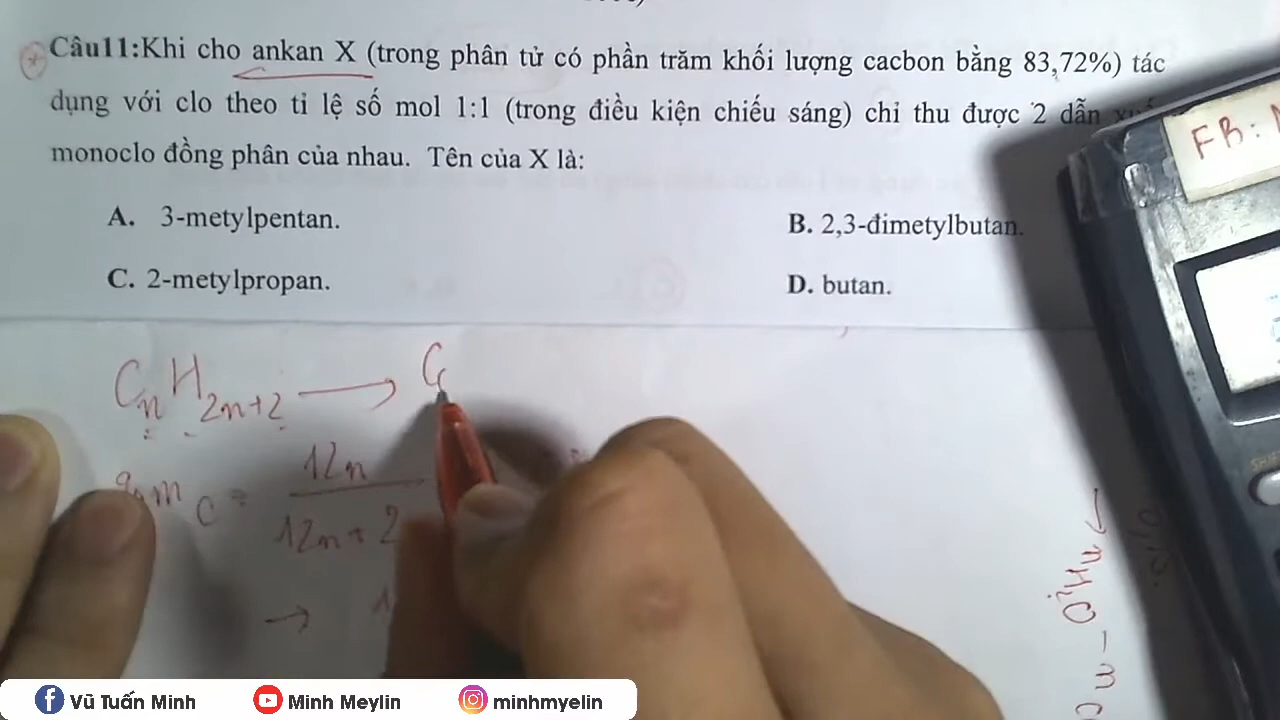 Câu11:Khi cho ankan X (trong phân tử có phần trăm khối lượng cacbon bằng 83,72%) tác
dụng với clo theo tỉ lệ số mol 1:1 (trong điều kiện chiếu sáng) chỉ thu được 2 dẫn
monoclo đồng phân của nhau. Tên của X là:
A. 3-metylpentan.
B. 2,3-đimetylbutan.
C. 2-metylpropan.
D. butan.
FB:
CnH2n+2 → C
%mC = 12n
12n+2
→
Vũ Tuấn Minh
Minh Meylin
minhmyelin